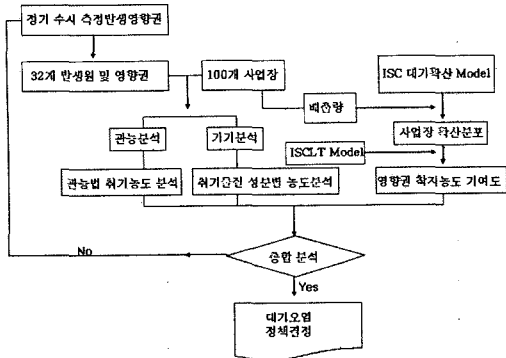 정기 수시 측정발생영향권
32개 발생원 및 영향권
100개 사업장
ISC 대기확산 Model
배출량
관능분석
기기분석
사업장 확산분포
ISCLT Model
관능법 취기농도 분석
취기물질 성분별 농도분석
영향권 착지농도 기여도
No
종합 분석
Yes
대기오염
정책결정